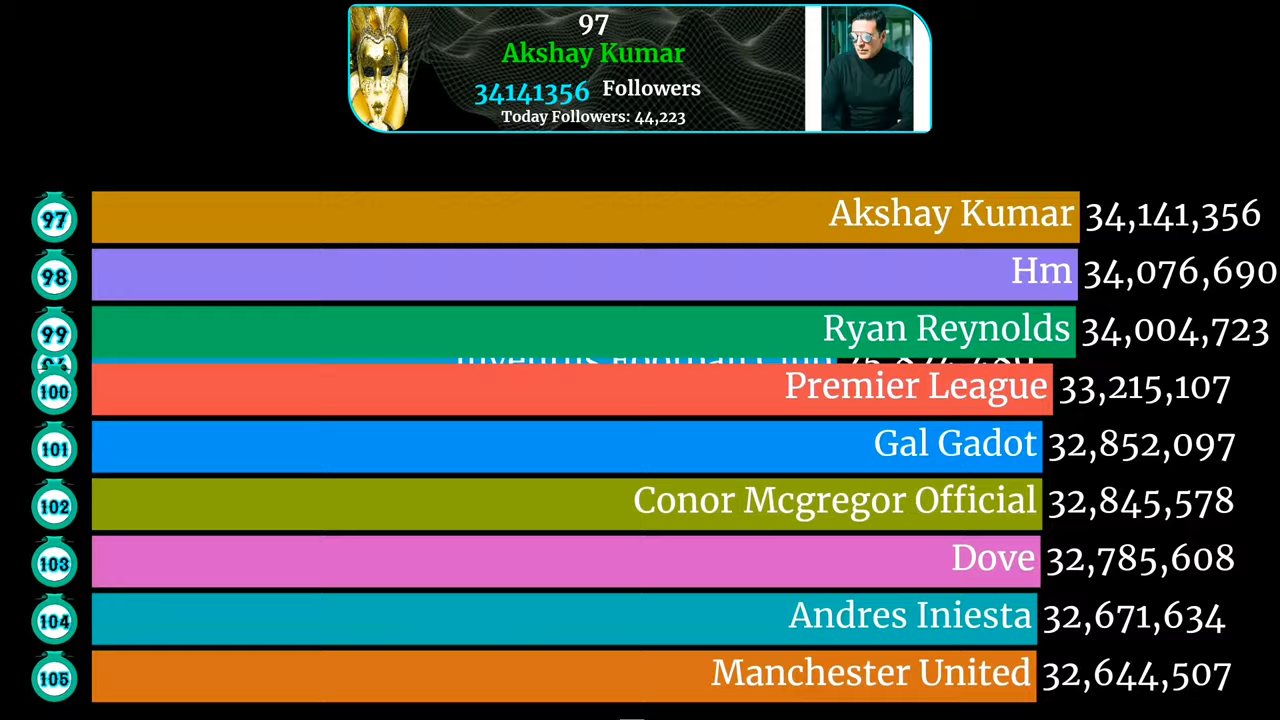 97
Akshay Kumar
34141356 Followers
Today Followers: 44,223
97 Akshay Kumar 34,141,356
98 Hm 34,076,690
99 Ryan Reynolds 34,004,723
100 Premier League 33,215,107
101 Gal Gadot 32,852,097
102 Conor Mcgregor Official 32,845,578
103 Dove 32,785,608
104 Andres Iniesta 32,671,634
105 Manchester United 32,644,507